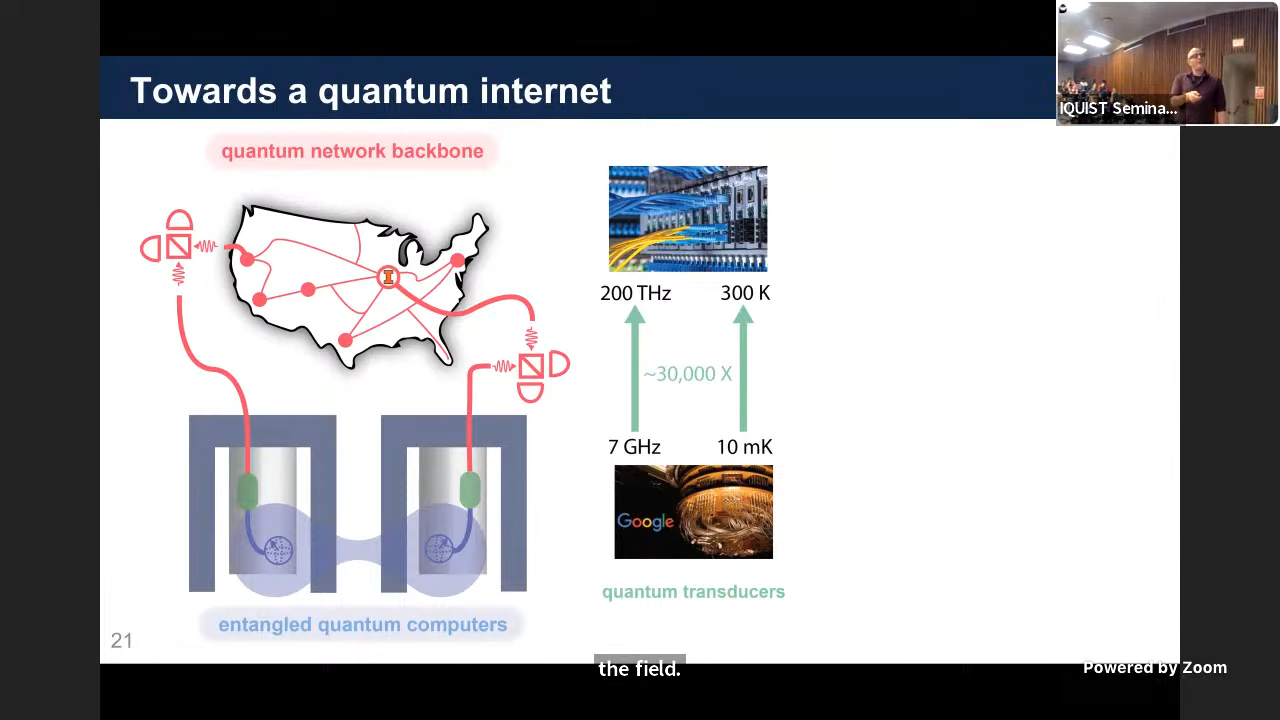 Towards a quantum internet
IQUIST Semina...
quantum network backbone
I
200 THz 300 K
~30,000 X
7 GHz 10 mK
Google
quantum transducers
entangled quantum computers
21
the field.
Powered by Zoom